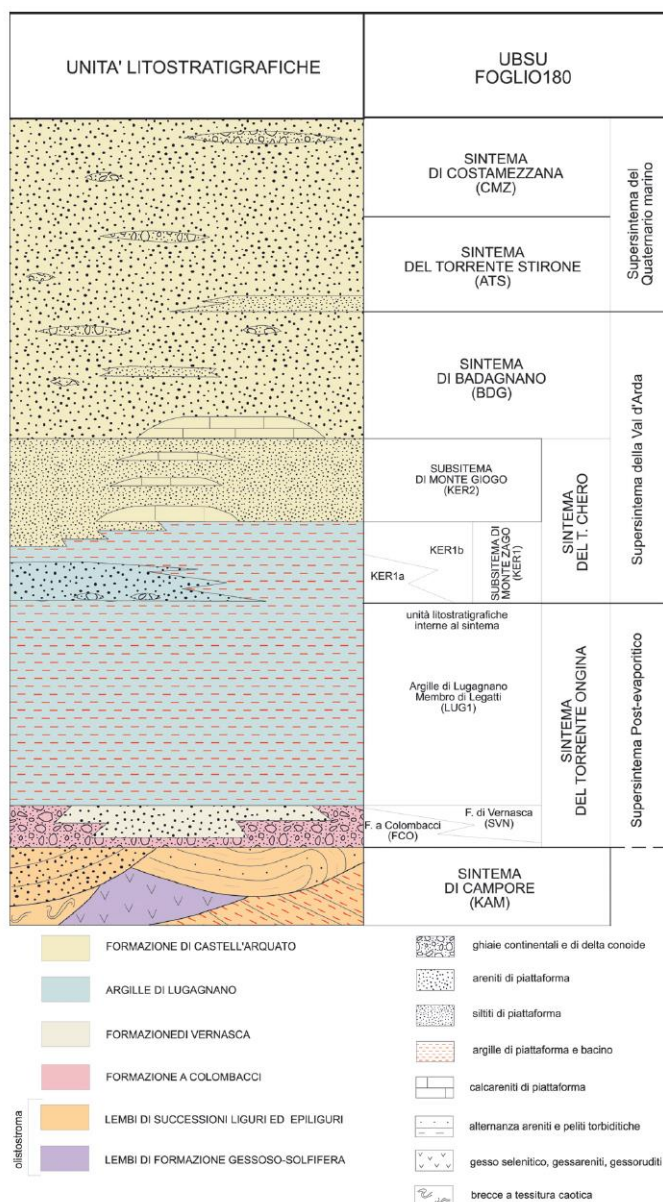 UNITA' LITOSTRATIGRAFICHE
UBSU
FOGLIO180
SINTEMA
DI COSTAMEZZANA
(CMZ)
SINTEMA
DEL TORRENTE STIRONE
(ATS)
Supersintema del
Quaternario marino
SINTEMA
DI BADAGNANO
(BDG)
SUBSITEMA
DI MONTE GIOGO
(KER2)
KER1b
KER1a
SUBSITEMA DI
MONTE ZAGO
(KER1)
SINTEMA
DEL T. CHERO
Supersintema della Val d'Arda
unità litostratigrafiche
interne al sintema
Argille di Lugagnano
Membro di Legatti
(LUG1)
F. di Vernasca
(SVN)
F. a Colombacci
(FCO)
SINTEMA
DEL TORRENTE ONGINA
Supersintema Post-evaporitico
SINTEMA
DI CAMPORE
(KAM)
FORMAZIONE DI CASTELL'ARQUATO
ARGILLE DI LUGAGNANO
FORMAZIONEDI VERNASCA
FORMAZIONE A COLOMBACCI
olistostroma
LEMBI DI SUCCESSIONI LIGURI ED EPILIGURI
LEMBI DI FORMAZIONE GESSOSO-SOLFIFERA
ghiaie continentali e di delta conoide
areniti di piattaforma
siltiti di piattaforma
argille di piattaforma e bacino
calcareniti di piattaforma
alternanza areniti e peliti torbiditiche
gesso selenitico, gessareniti, gessoruditi
brecce a tessitura caotica